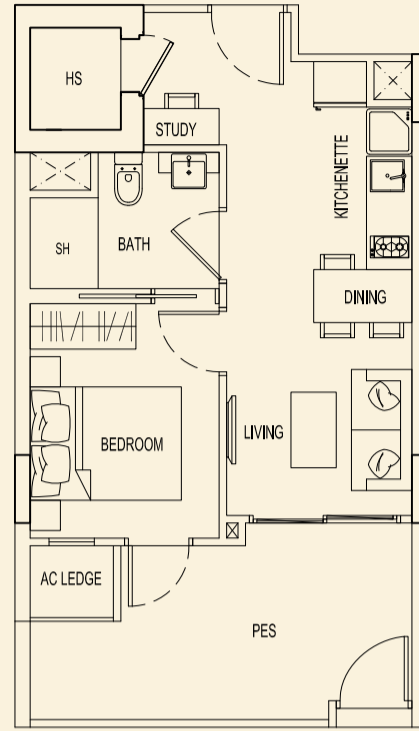 HS
STUDY
KITCHENETTE
BATH
SH
DINING
LIVING
BEDROOM
AC LEDGE
PES